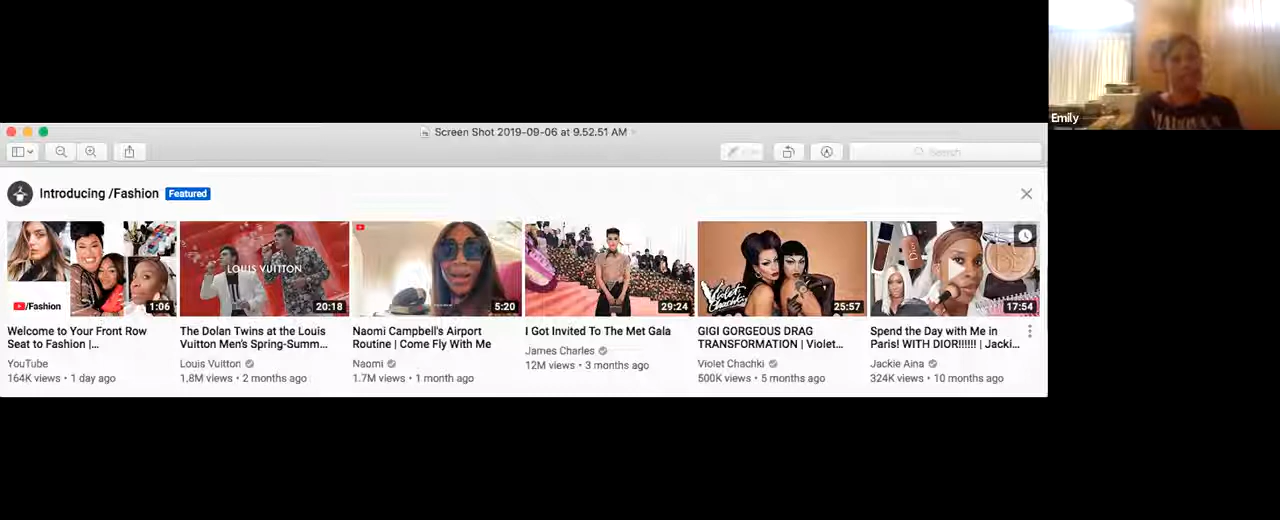 Screen Shot 2019-09-06 at 9.52.51 AM
Search
Emily
Introducing /Fashion Featured
/Fashion
1:06
Welcome to Your Front Row
Seat to Fashion |...
YouTube
164K views • 1 day ago
LOUIS VUITTON
20:18
The Dolan Twins at the Louis
Vuitton Men's Spring-Summ...
Louis Vuitton
1.8M views • 2 months ago
5:20
Naomi Campbell's Airport
Routine | Come Fly With Me
Naomi
1.7M views • 1 month ago
29:24
I Got Invited To The Met Gala
James Charles
12M views • 3 months ago
Violet
Chachki
25:57
GIGI GORGEOUS DRAG
TRANSFORMATION | Violet...
Violet Chachki
500K views • 5 months ago
Dior
17:54
Spend the Day with Me in
Paris! WITH DIOR!!!!!! | Jacki...
Jackie Aina
324K views • 10 months ago